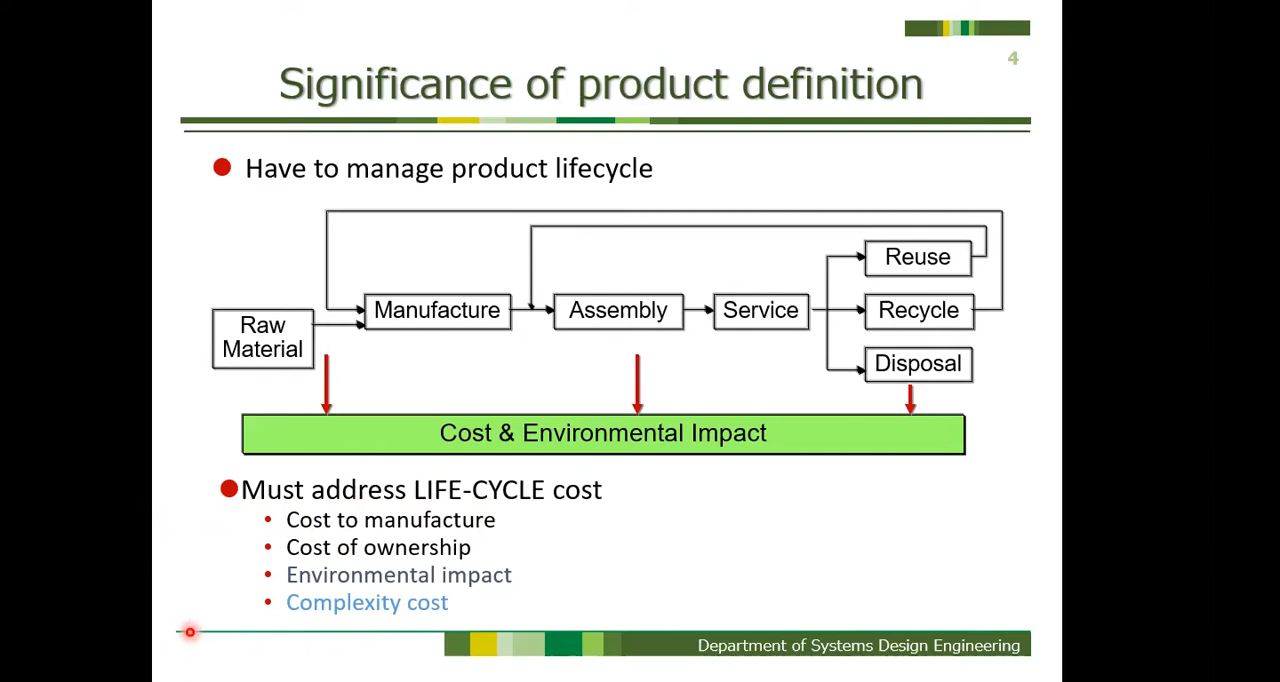 4
Significance of product definition
Have to manage product lifecycle
Reuse
Manufacture
Assembly
Service
Recycle
Raw
Material
Disposal
Cost & Environmental Impact
Must address LIFE-CYCLE cost
Cost to manufacture
Cost of ownership
Environmental impact
Complexity cost
Department of Systems Design Engineering